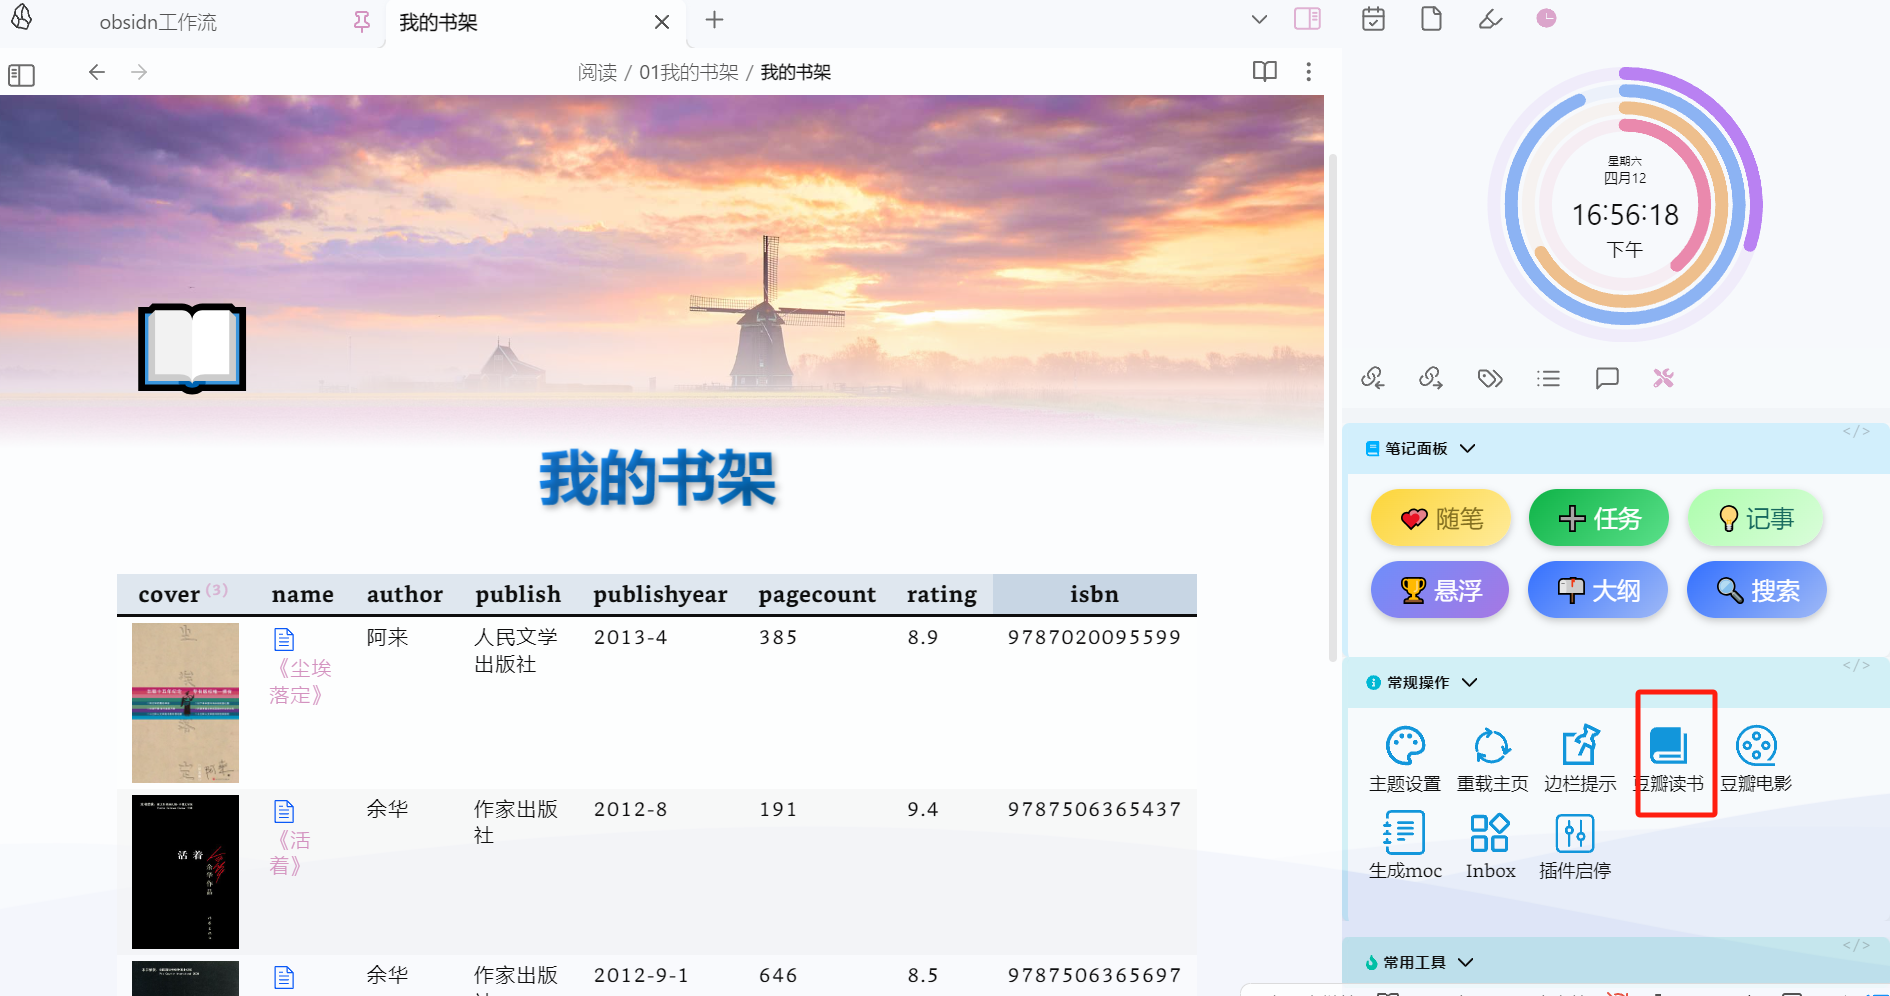 obsidn工作流
我的书架
阅读 / 01我的书架 / 我的书架
星期六
四月12
16:56:18
下午
我的书架
cover (3) name author publish publishyear pagecount rating isbn
《尘埃落定》 阿来 人民文学出版社 2013-4 385 8.9 9787020095599
《活着》 余华 作家出版社 2012-8 191 9.4 9787506365437
活着
余华作品
余华 作家出版 2012-9-1 646 8.5 9787506365697
</>
笔记面板
随笔 任务 记事
悬浮 大纲 搜索
</>
常规操作
主题设置 重载主页 边栏提示 豆瓣读书 豆瓣电影
生成moc Inbox 插件启停
</>
常用工具